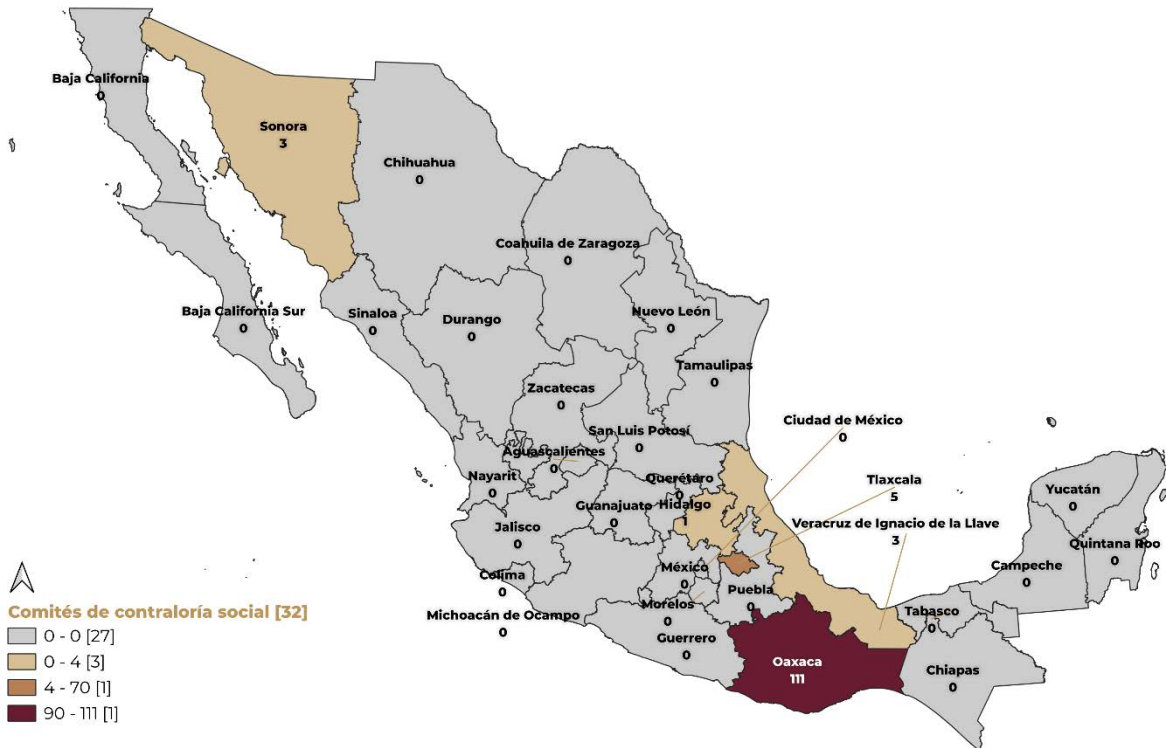 Baja California
0
Sonora
3
Chihuahua
0
Coahuila de Zaragoza
0
Baja California Sur
0
Sinaloa
0
Durango
0
Nuevo León
0
Tamaulipas
0
Zacatecas
0
San Luis Potosí
0
Ciudad de México
0
Aguascalientes
0
Nayarit
0
Querétaro
0
Tlaxcala
5
Guanajuato
0
Hidalgo
1
Veracruz de Ignacio de la Llave
3
Yucatán
0
Jalisco
0
Quintana Roo
0
Campeche
0
México
0
Colima
0
Puebla
0
Morelos
0
Michoacán de Ocampo
0
Tabasco
0
Guerrero
0
Oaxaca
111
Chiapas
0
Comités de contraloría social [32]
0 - 0 [27]
0 - 4 [3]
4 - 70 [1]
90 - 111 [1]